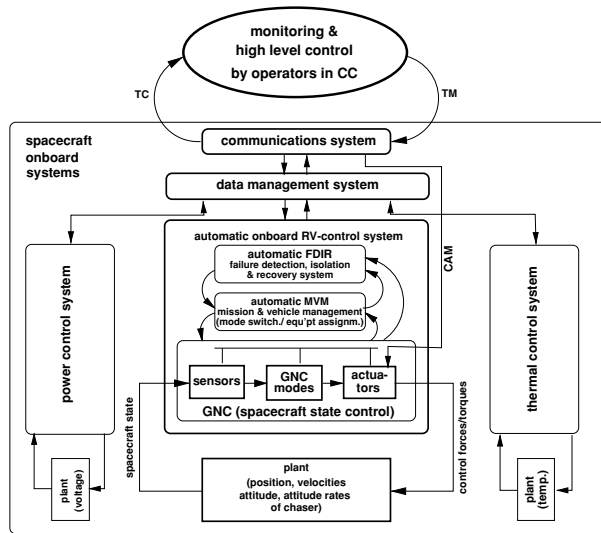 monitoring &
high level control
by operators in CC
TC
TM
spacecraft
onboard
systems
communications system
data management system
CAM
automatic onboard RV-control system
automatic FDIR
failure detection, isolation
& recovery system
automatic MVM
mission & vehicle management
(mode switch./ equ'pt assignm.)
power control system
thermal control system
sensors
GNC
modes
actua-
tors
GNC (spacecraft state control)
spacecraft state
control forces/torques
plant
(voltage)
plant
(position, velocities
attitude, attitude rates
of chaser)
plant
(temp.)